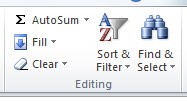 Σ AutoSum
Fill
Clear
A
Z
Sort &
Filter
Find &
Select
Editing